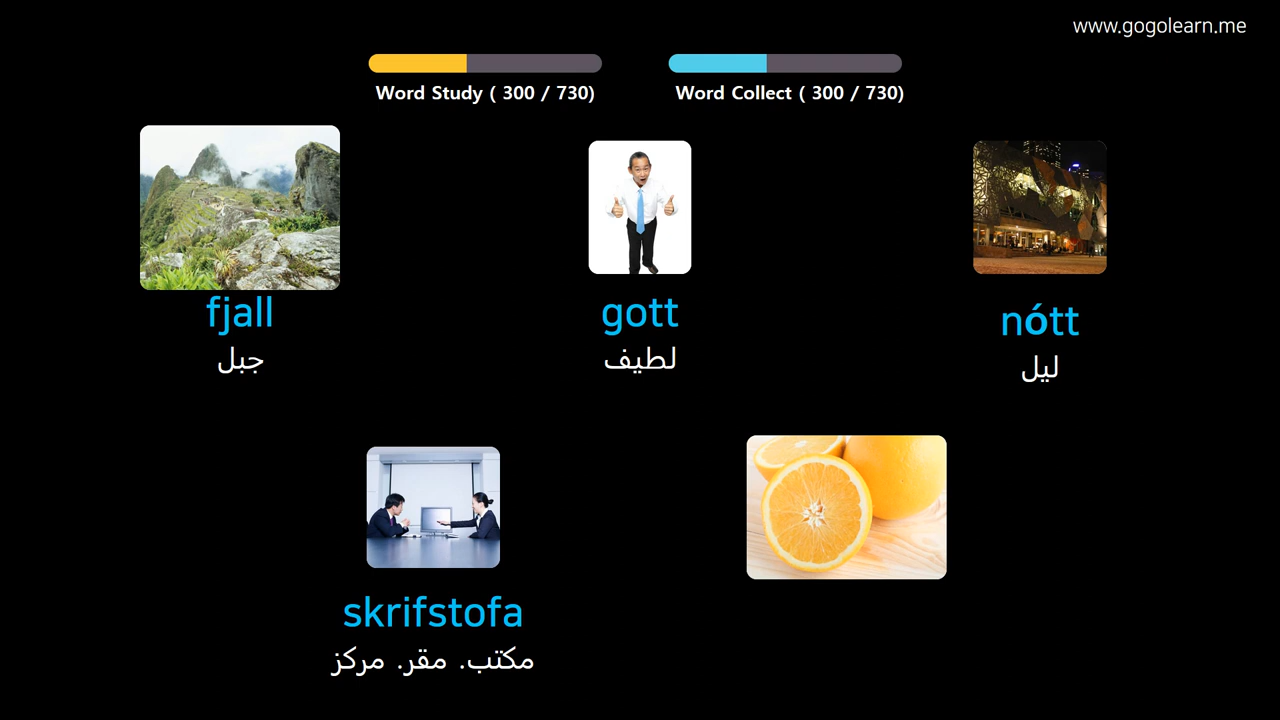 www.gogolearn.me
Word Study ( 300 / 730)
Word Collect ( 300 / 730)
fjall
جبل
gott
لطيف
nótt
ليل
skrifstofa
مكتب. مقر. مركز